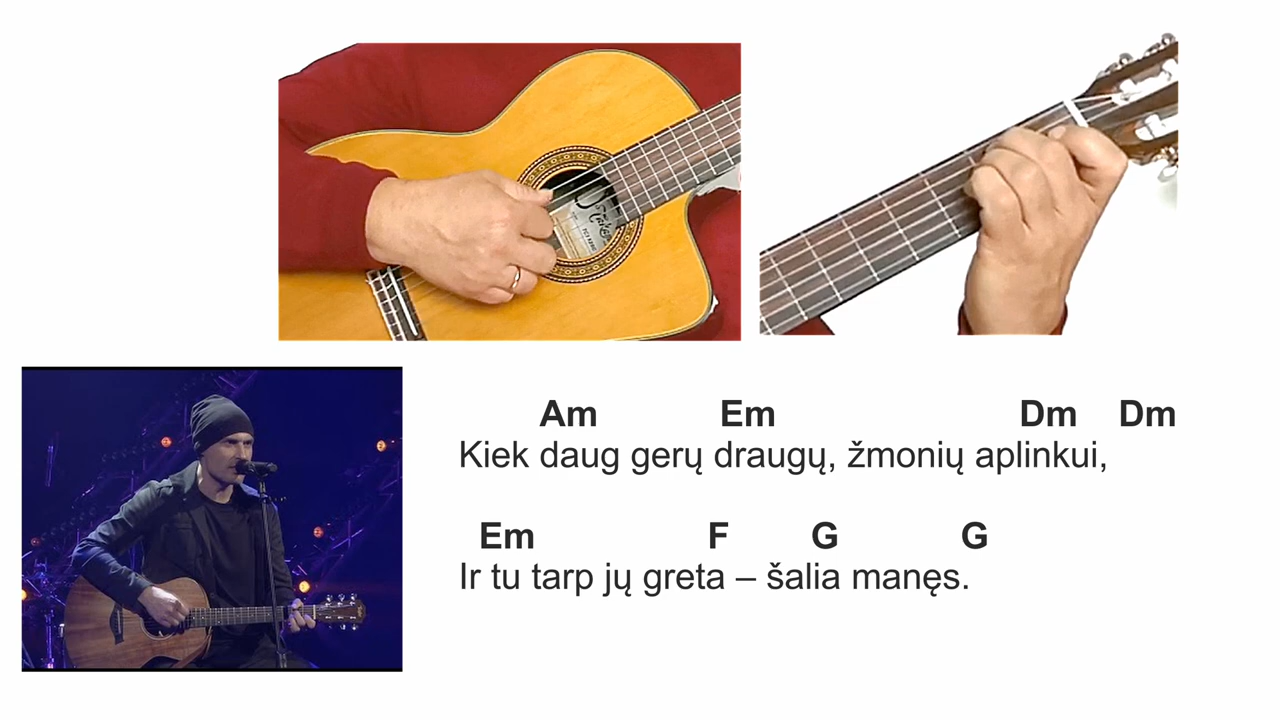 Am Em Dm Dm
Kiek daug gerų draugų, žmonių aplinkui,
Em F G G
Ir tu tarp jų greta – šalia manęs.